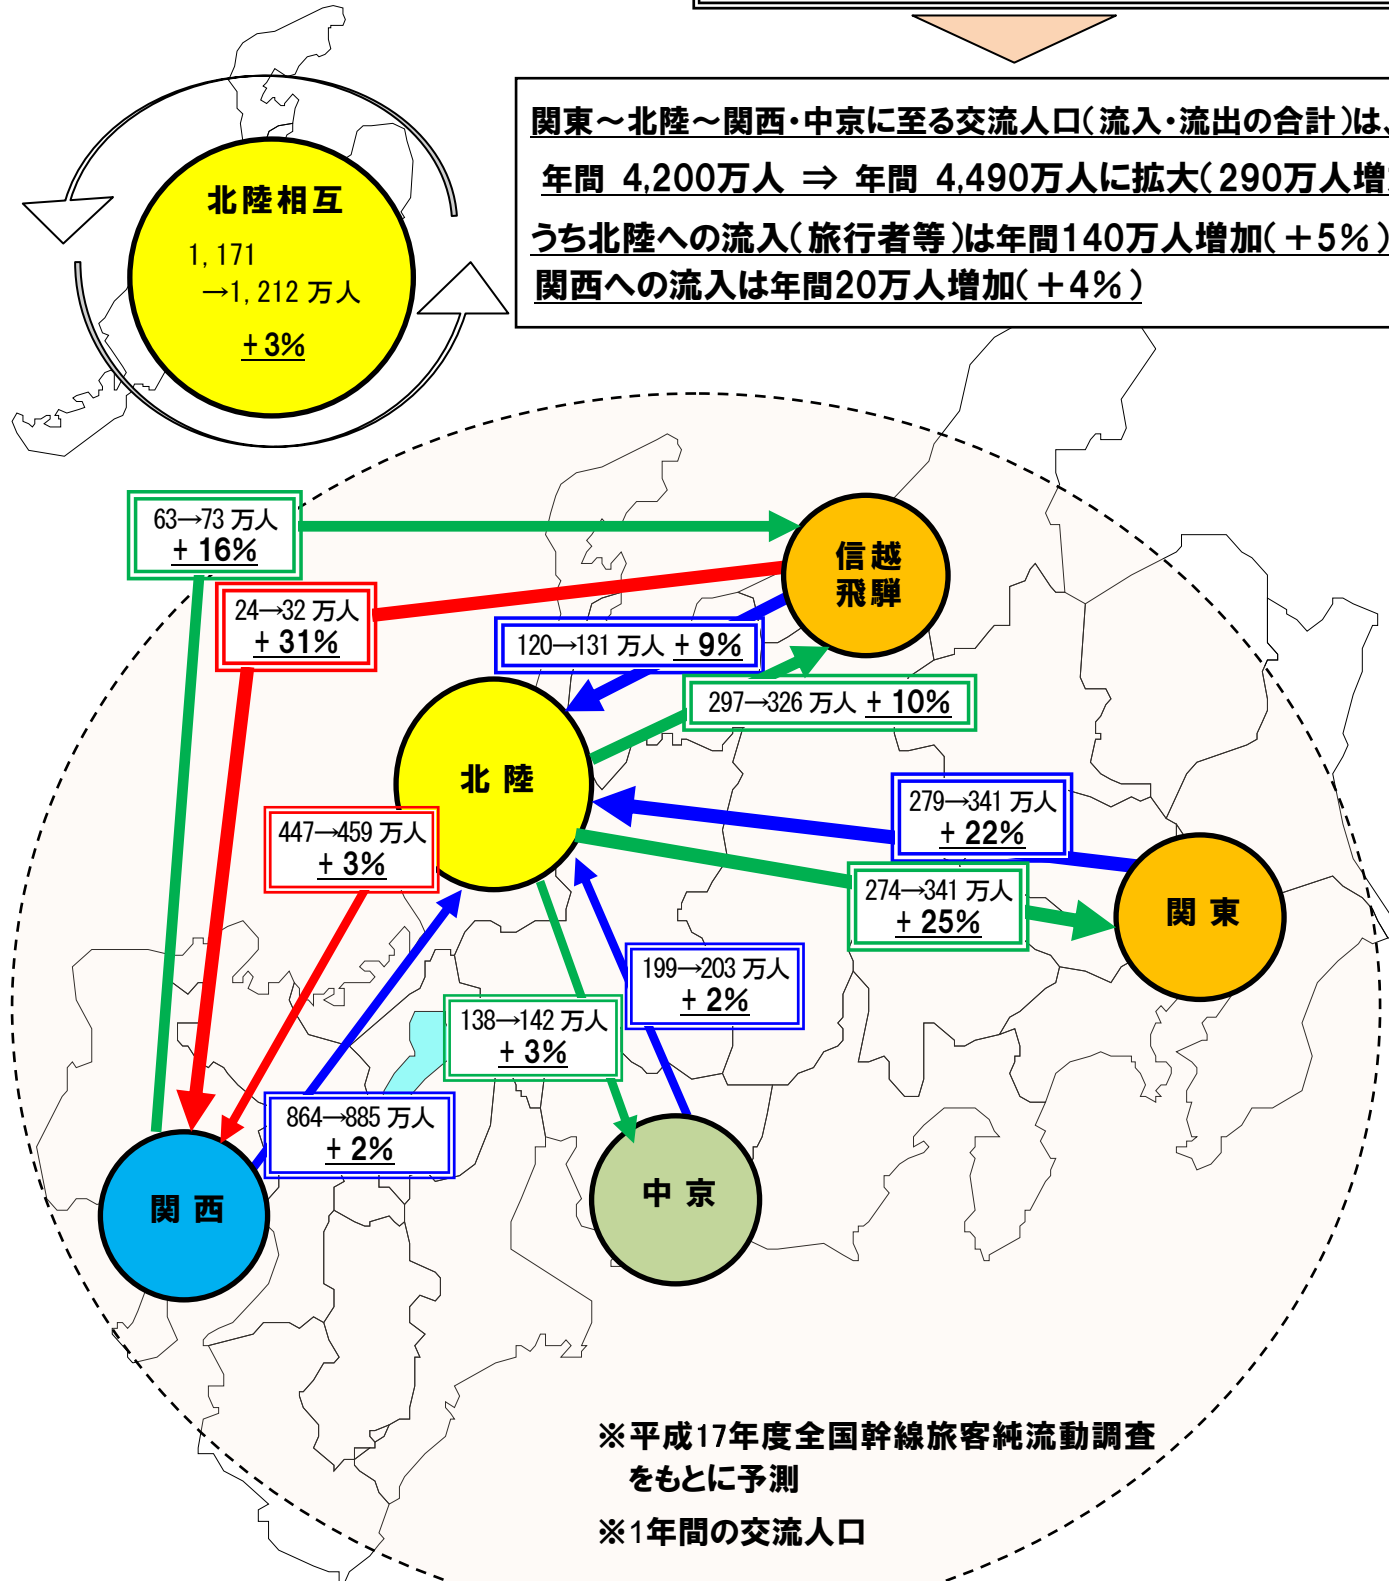 関東～北陸～関西・中京に至る交流人口(流入・流出の合計)は、
年間 4,200万人 ⇒ 年間 4,490万人に拡大(290万人増
うち北陸への流入(旅行者等)は年間140万人増加(＋5%)
関西への流入は年間20万人増加(＋4%)
北陸相互
1,171
→1,212 万人
+3%
63→73 万人
+ 16%
信越
飛騨
24→32 万人
+ 31%
120→131 万人 + 9%
297→326 万人 + 10%
北 陸
279→341 万人
+ 22%
447→459 万人
+ 3%
274→341 万人
+ 25%
関 東
199→203 万人
+ 2%
138→142 万人
+ 3%
864→885 万人
+ 2%
関 西
中 京
※平成17年度全国幹線旅客純流動調査
をもとに予測
※1年間の交流人口